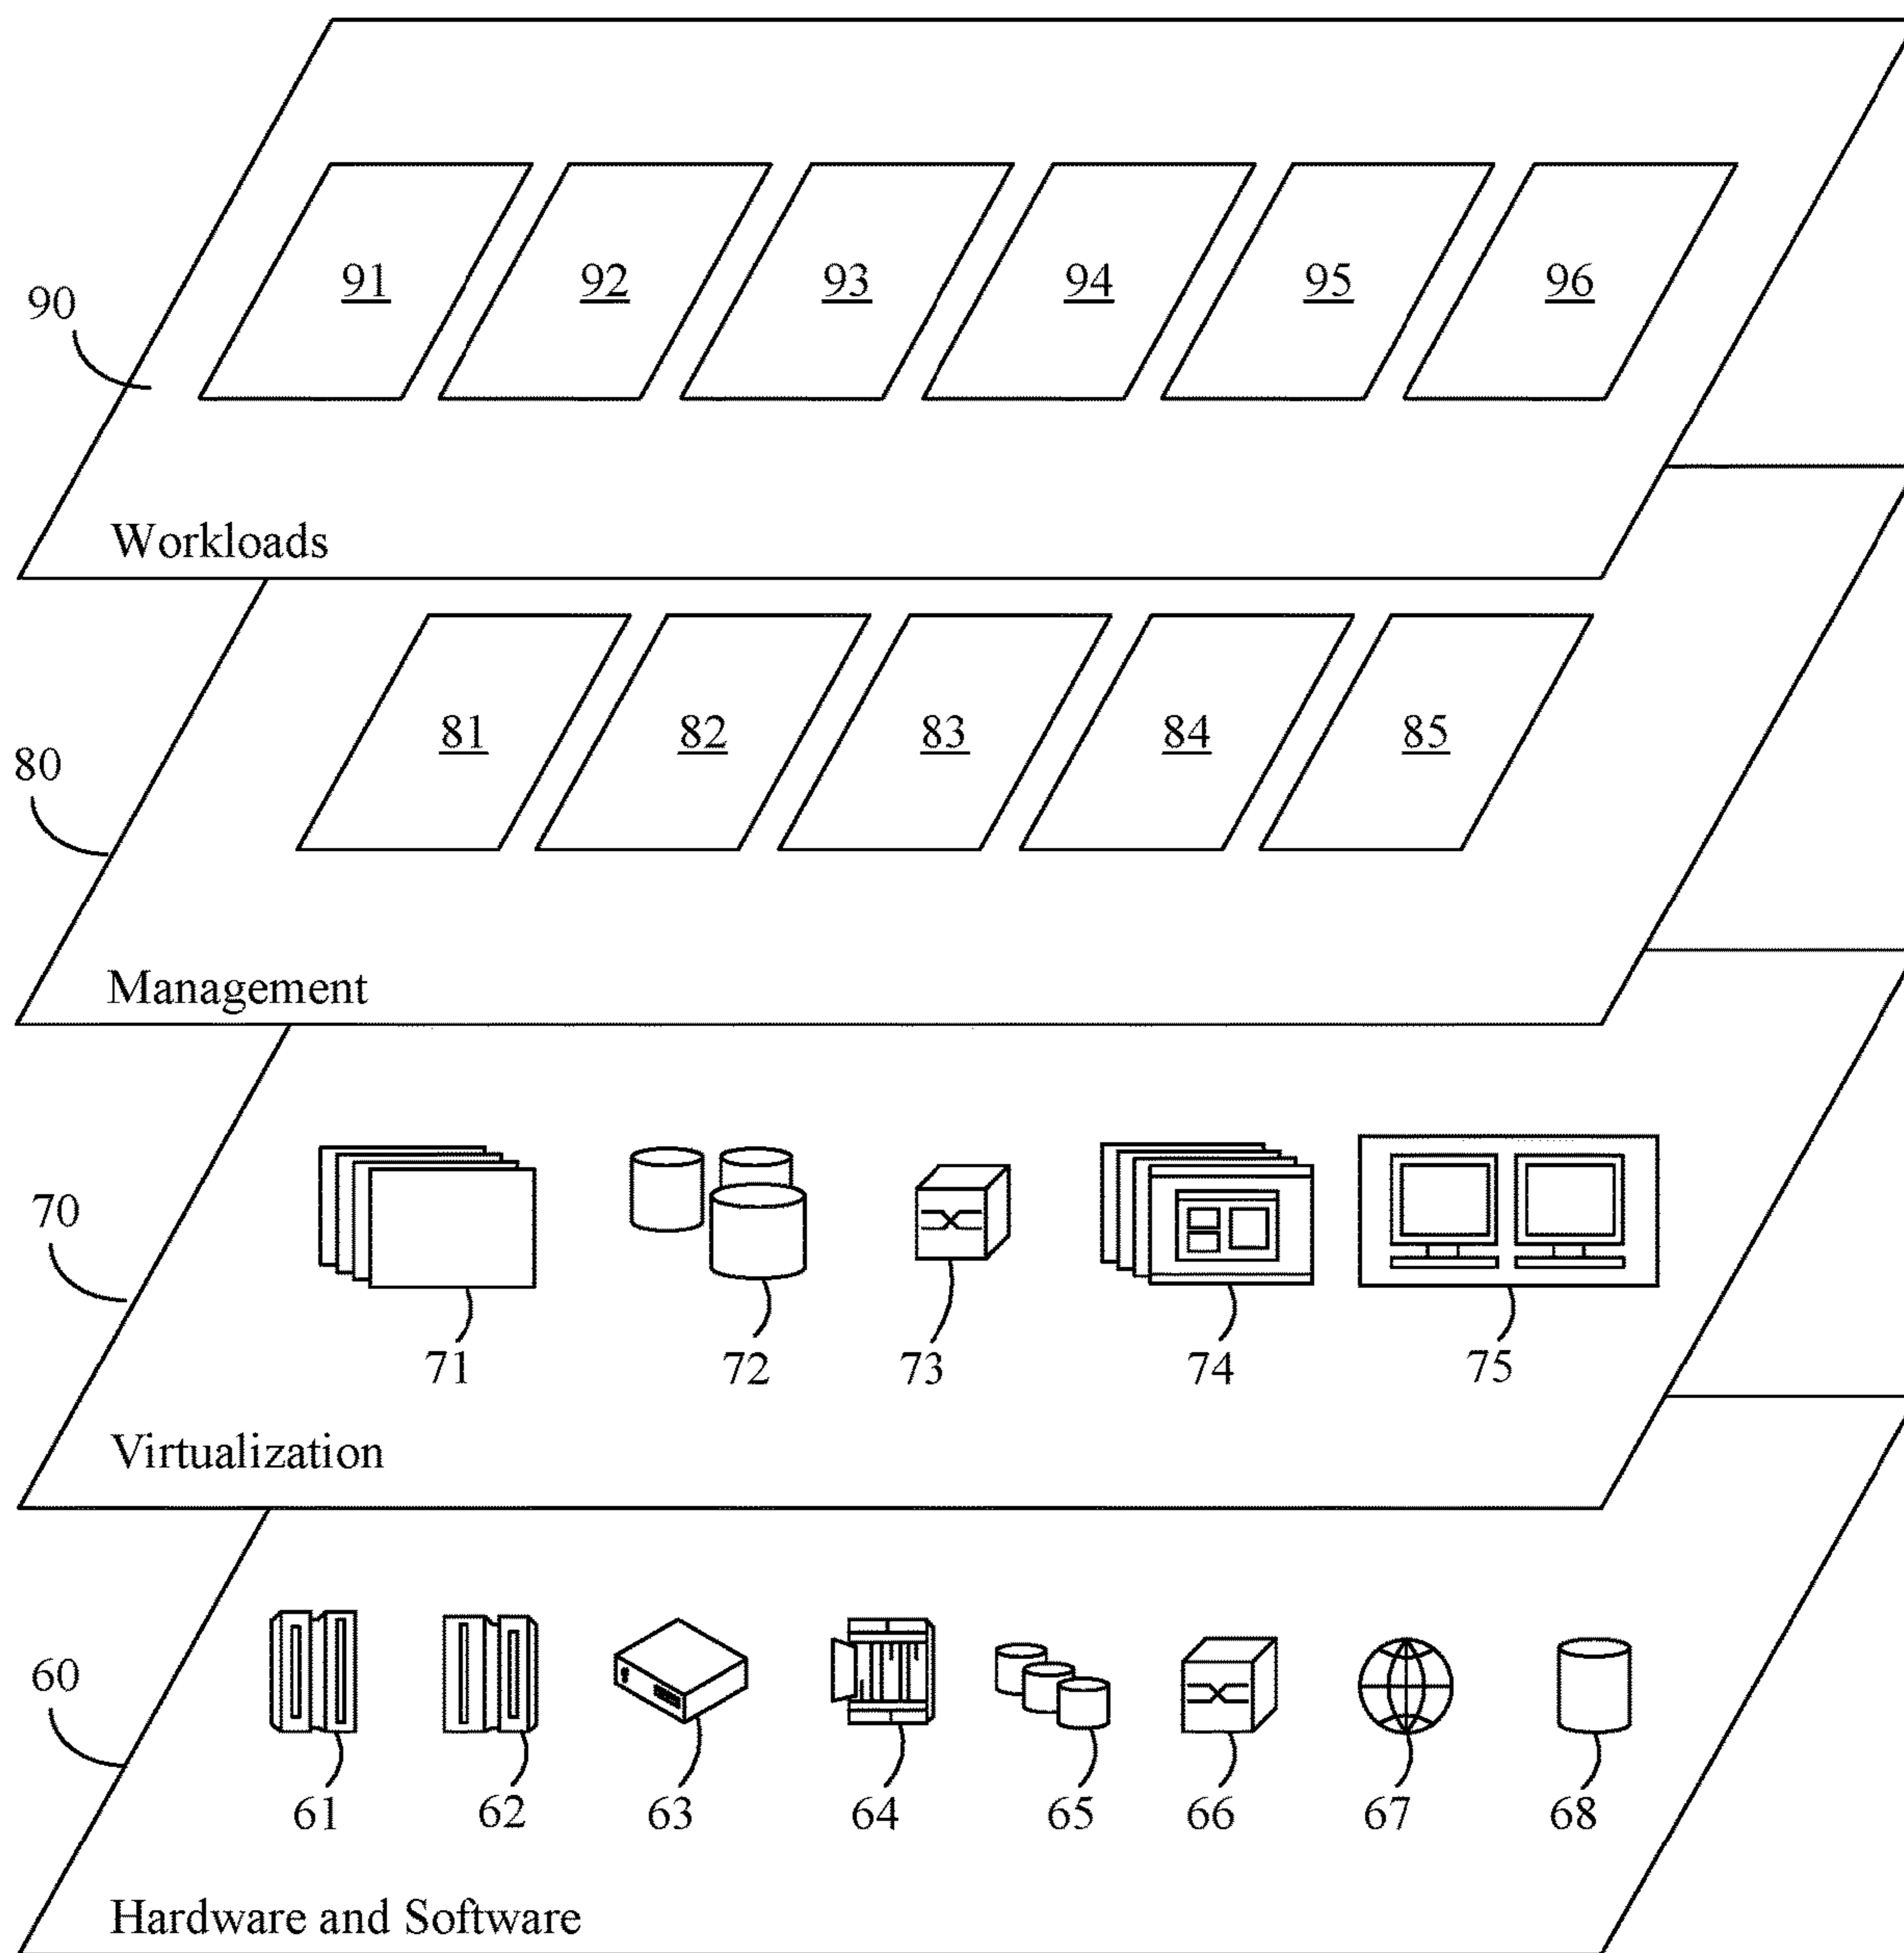 91 92 93 94 95 96
90
Workloads
81 82 83 84 85
80
Management
70
71 72 73 74 75
Virtualization
60
61 62 63 64 65 66 67 68
Hardware and Software